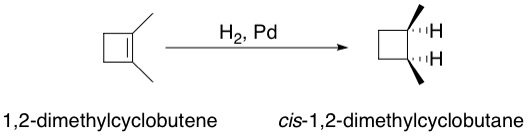 H2, Pd
H
H
1,2-dimethylcyclobutene
cis-1,2-dimethylcyclobutane